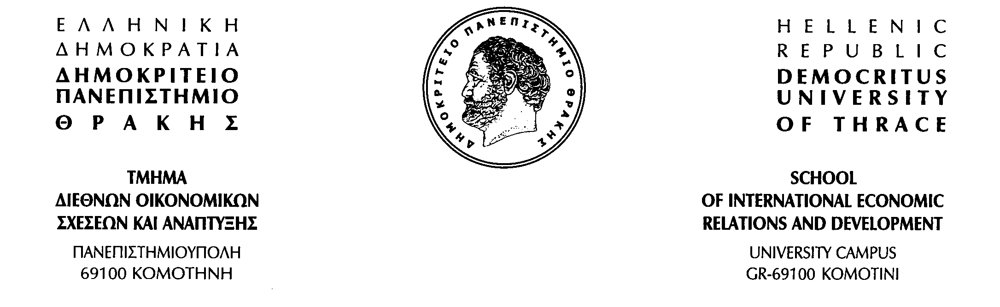 ΕΛΛΗΝΙΚΗ
ΔΗΜΟΚΡΑΤΙΑ
ΔΗΜΟΚΡΙΤΕΙΟ
ΠΑΝΕΠΙΣΤΗΜΙΟ
ΘΡΑΚΗΣ
ΤΜΗΜΑ
ΔΙΕΘΝΩΝ ΟΙΚΟΝΟΜΙΚΩΝ
ΣΧΕΣΕΩΝ ΚΑΙ ΑΝΑΠΤΥΞΗΣ
ΠΑΝΕΠΙΣΤΗΜΙΟΥΠΟΛΗ
69100 ΚΟΜΟΤΗΝΗ
ΔΗΜΟΚΡΙΤΕΙΟ ΠΑΝΕΠΙΣΤΗΜΙΟ ΘΡΑΚΗΣ
HELLENIC
REPUBLIC
DEMOCRITUS
UNIVERSITY
OF THRACE
SCHOOL
OF INTERNATIONAL ECONOMIC
RELATIONS AND DEVELOPMENT
UNIVERSITY CAMPUS
GR-69100 KOMOTINI